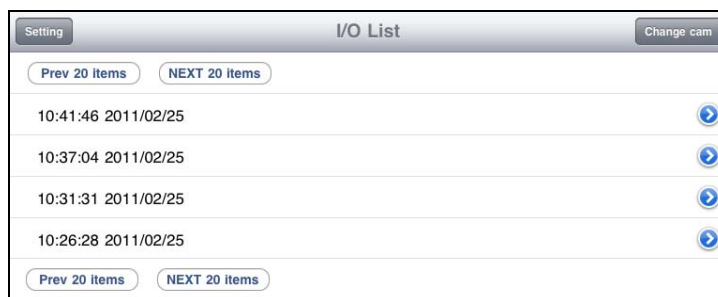 Setting I/O List Change cam
Prev 20 items NEXT 20 items
10:41:46 2011/02/25
10:37:04 2011/02/25
10:31:31 2011/02/25
10:26:28 2011/02/25
Prev 20 items NEXT 20 items